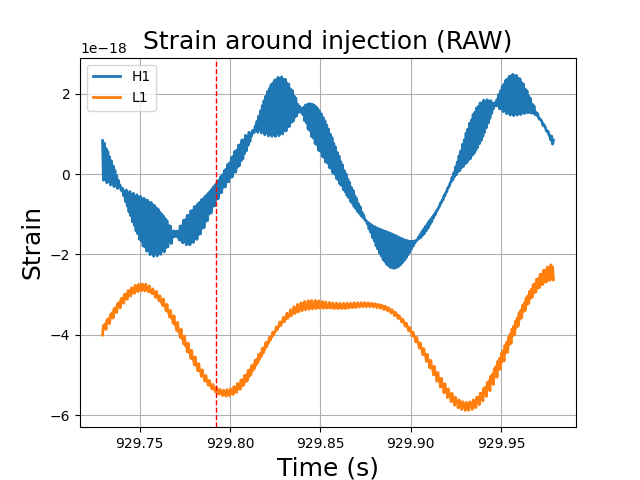 Strain around injection (RAW)
1e−18
H1
L1
2
0
−2
−4
−6
Strain
929.75 929.80 929.85 929.90 929.95
Time (s)